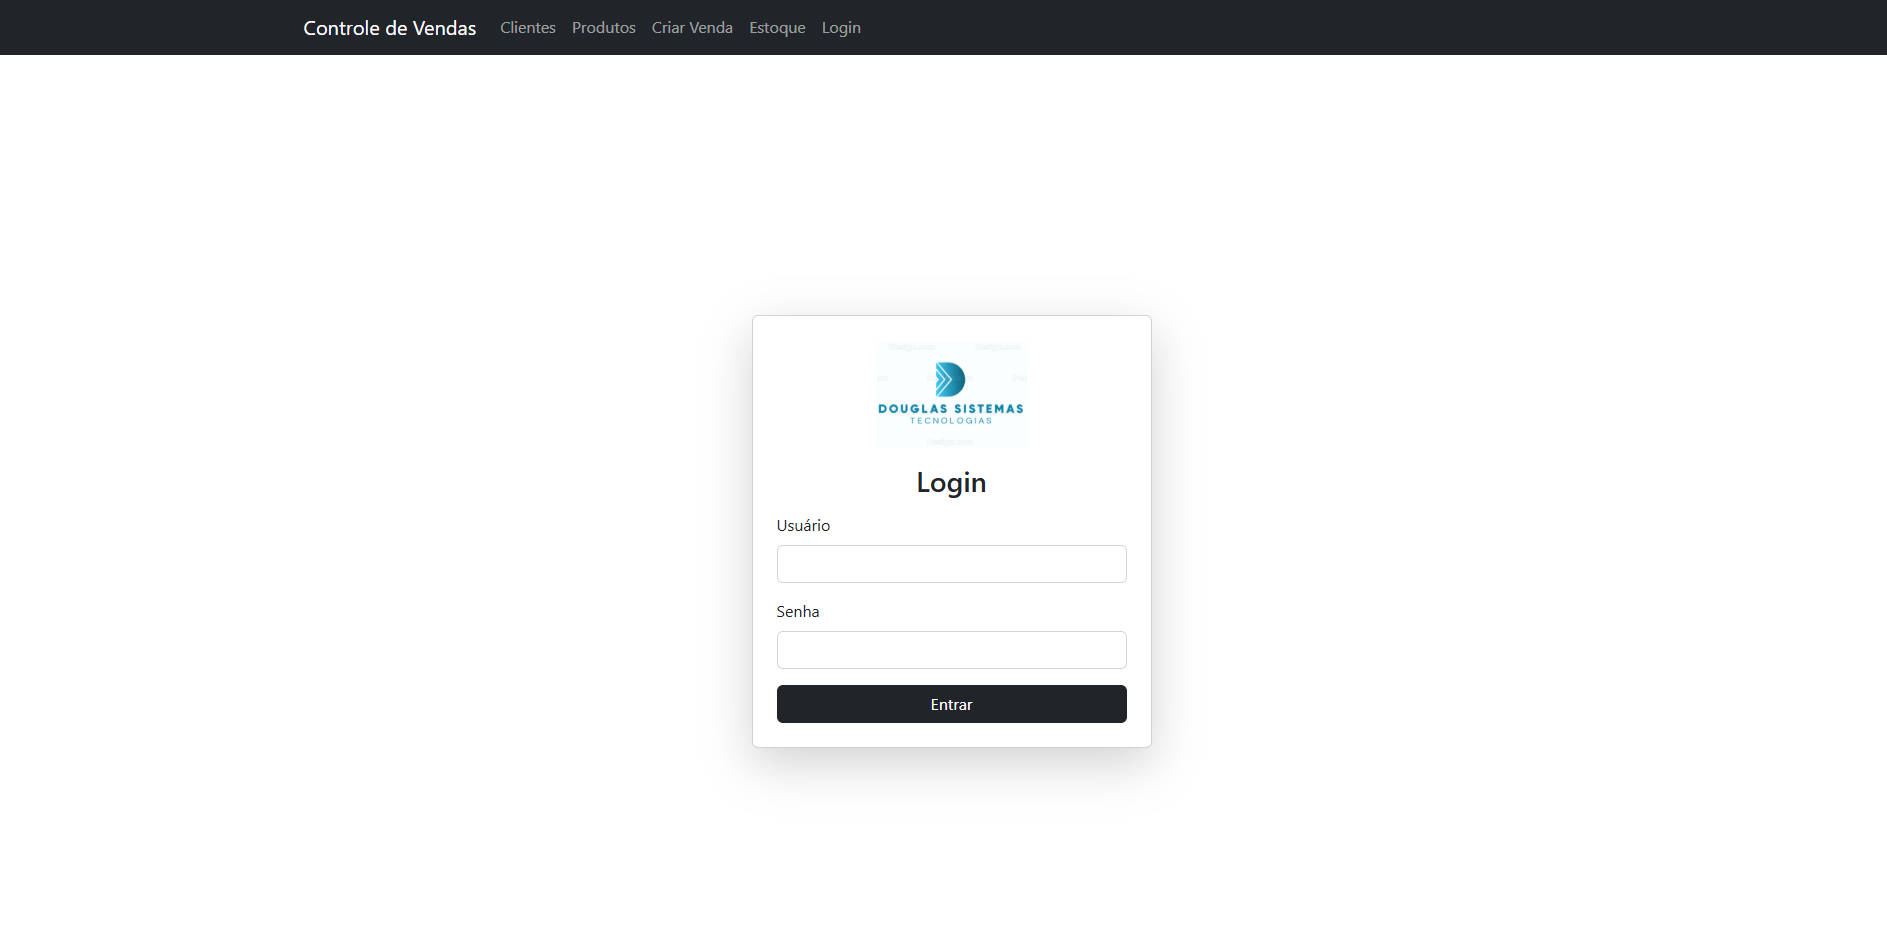 Controle de Vendas Clientes Produtos Criar Venda Estoque Login
DOUGLAS SISTEMAS
TECNOLOGIAS
Login
Usuário
Senha
Entrar